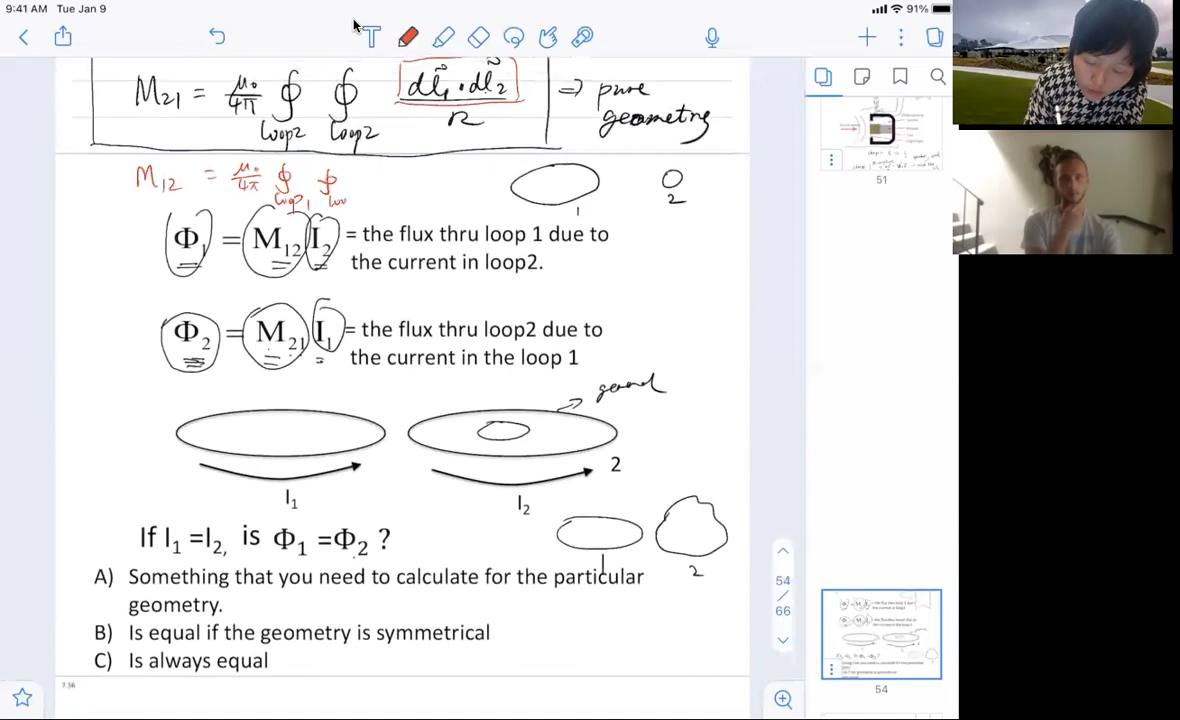 9:41 AM Tue Jan 9
91%
M21 = μ0/4π ∮loop2 ∮loop2 dl1 · dl2 / r ⇒ pure geometry
M12 = μ0/4π ∮loop1 ∮loo
1
2
Φ1 = M12 I2 = the flux thru loop 1 due to
the current in loop2.
Φ2 = M21 I1 = the flux thru loop2 due to
the current in the loop 1
2
I1
I2
If I1 =I2, is Φ1 =Φ2 ?
1
2
A) Something that you need to calculate for the particular
geometry.
B) Is equal if the geometry is symmetrical
C) Is always equal
7.36
51
54
/
66
54